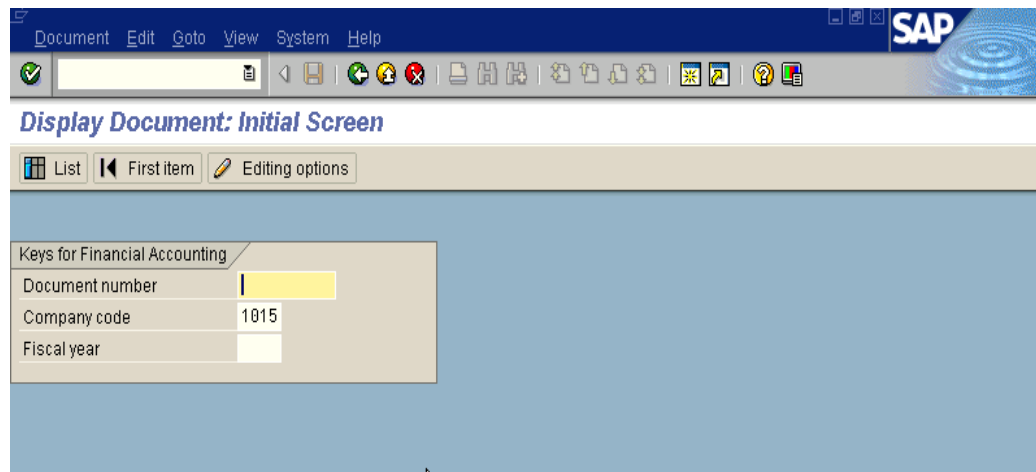 Document Edit Goto View System Help
SAP
Display Document: Initial Screen
List First item Editing options
Keys for Financial Accounting
Document number
Company code 1015
Fiscal year